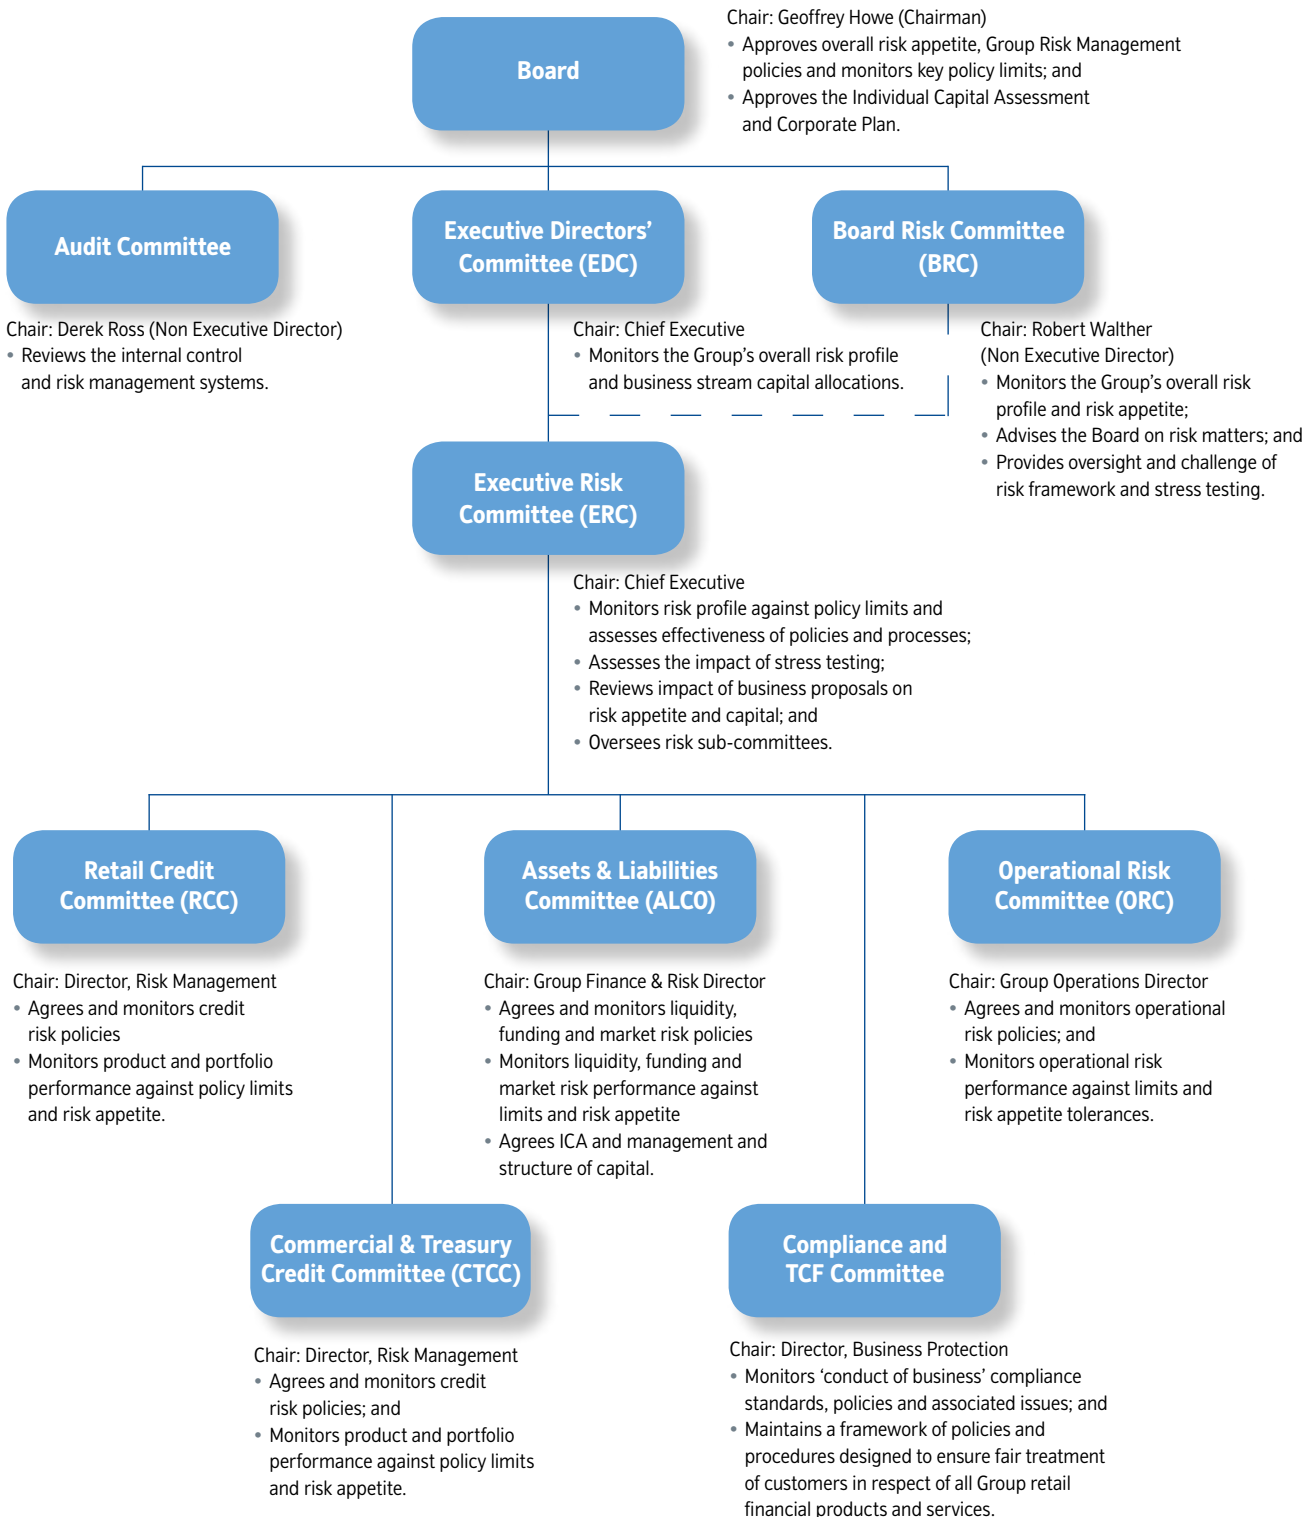 Board
Chair: Geoffrey Howe (Chairman)
• Approves overall risk appetite, Group Risk Management
policies and monitors key policy limits; and
• Approves the Individual Capital Assessment
and Corporate Plan.
Audit Committee
Chair: Derek Ross (Non Executive Director)
• Reviews the internal control
and risk management systems.
Executive Directors’
Committee (EDC)
Chair: Chief Executive
• Monitors the Group’s overall risk profile
and business stream capital allocations.
Board Risk Committee
(BRC)
Chair: Robert Walther
(Non Executive Director)
• Monitors the Group’s overall risk
profile and risk appetite;
• Advises the Board on risk matters; and
• Provides oversight and challenge of
risk framework and stress testing.
Executive Risk
Committee (ERC)
Chair: Chief Executive
• Monitors risk profile against policy limits and
assesses effectiveness of policies and processes;
• Assesses the impact of stress testing;
• Reviews impact of business proposals on
risk appetite and capital; and
• Oversees risk sub-committees.
Retail Credit
Committee (RCC)
Chair: Director, Risk Management
• Agrees and monitors credit
risk policies
• Monitors product and portfolio
performance against policy limits
and risk appetite.
Assets & Liabilities
Committee (ALCO)
Chair: Group Finance & Risk Director
• Agrees and monitors liquidity,
funding and market risk policies
• Monitors liquidity, funding and
market risk performance against
limits and risk appetite
• Agrees ICA and management and
structure of capital.
Operational Risk
Committee (ORC)
Chair: Group Operations Director
• Agrees and monitors operational
risk policies; and
• Monitors operational risk
performance against limits and
risk appetite tolerances.
Commercial & Treasury
Credit Committee (CTCC)
Chair: Director, Risk Management
• Agrees and monitors credit
risk policies; and
• Monitors product and portfolio
performance against policy limits
and risk appetite.
Compliance and
TCF Committee
Chair: Director, Business Protection
• Monitors ‘conduct of business’ compliance
standards, policies and associated issues; and
• Maintains a framework of policies and
procedures designed to ensure fair treatment
of customers in respect of all Group retail
financial products and services.